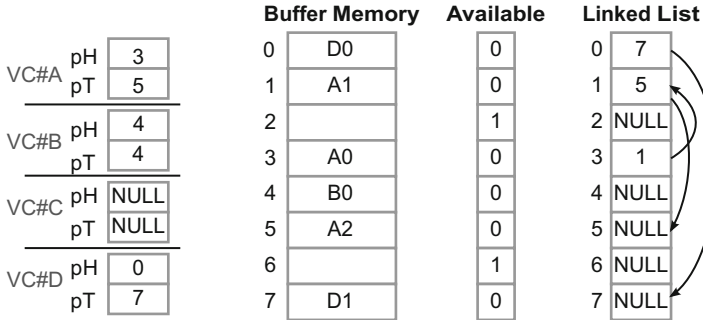 Buffer Memory Available Linked List
VC#A pH 3
pT 5
VC#B pH 4
pT 4
VC#C pH NULL
pT NULL
VC#D pH 0
pT 7
0 D0 0 0 7
1 A1 0 1 5
2 1 2 NULL
3 A0 0 3 1
4 B0 0 4 NULL
5 A2 0 5 NULL
6 1 6 NULL
7 D1 0 7 NULL